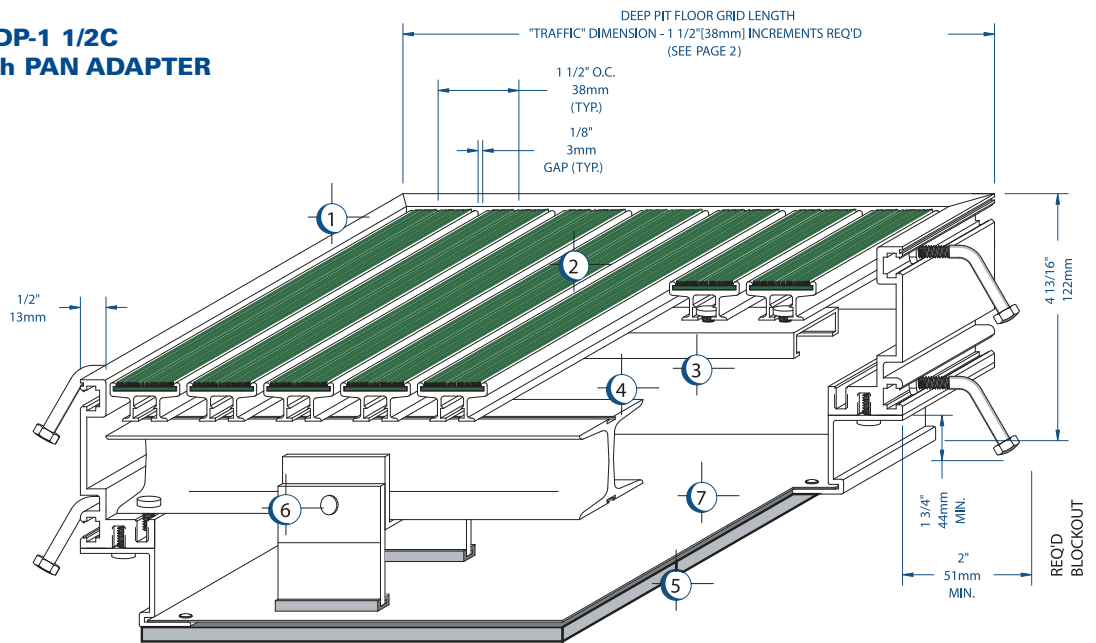 DP-1 1/2C
h PAN ADAPTER
DEEP PIT FLOOR GRID LENGTH
"TRAFFIC" DIMENSION - 1 1/2"[38mm] INCREMENTS REQ'D
(SEE PAGE 2)
1 1/2" O.C.
38mm
(TYP.)
1/8"
3mm
GAP (TYP.)
1
2
1/2"
13mm
4 13/16"
122mm
3
4
6
7
5
1 3/4"
44mm
MIN.
2"
51mm
MIN.
REQ'D
BLOCKOUT